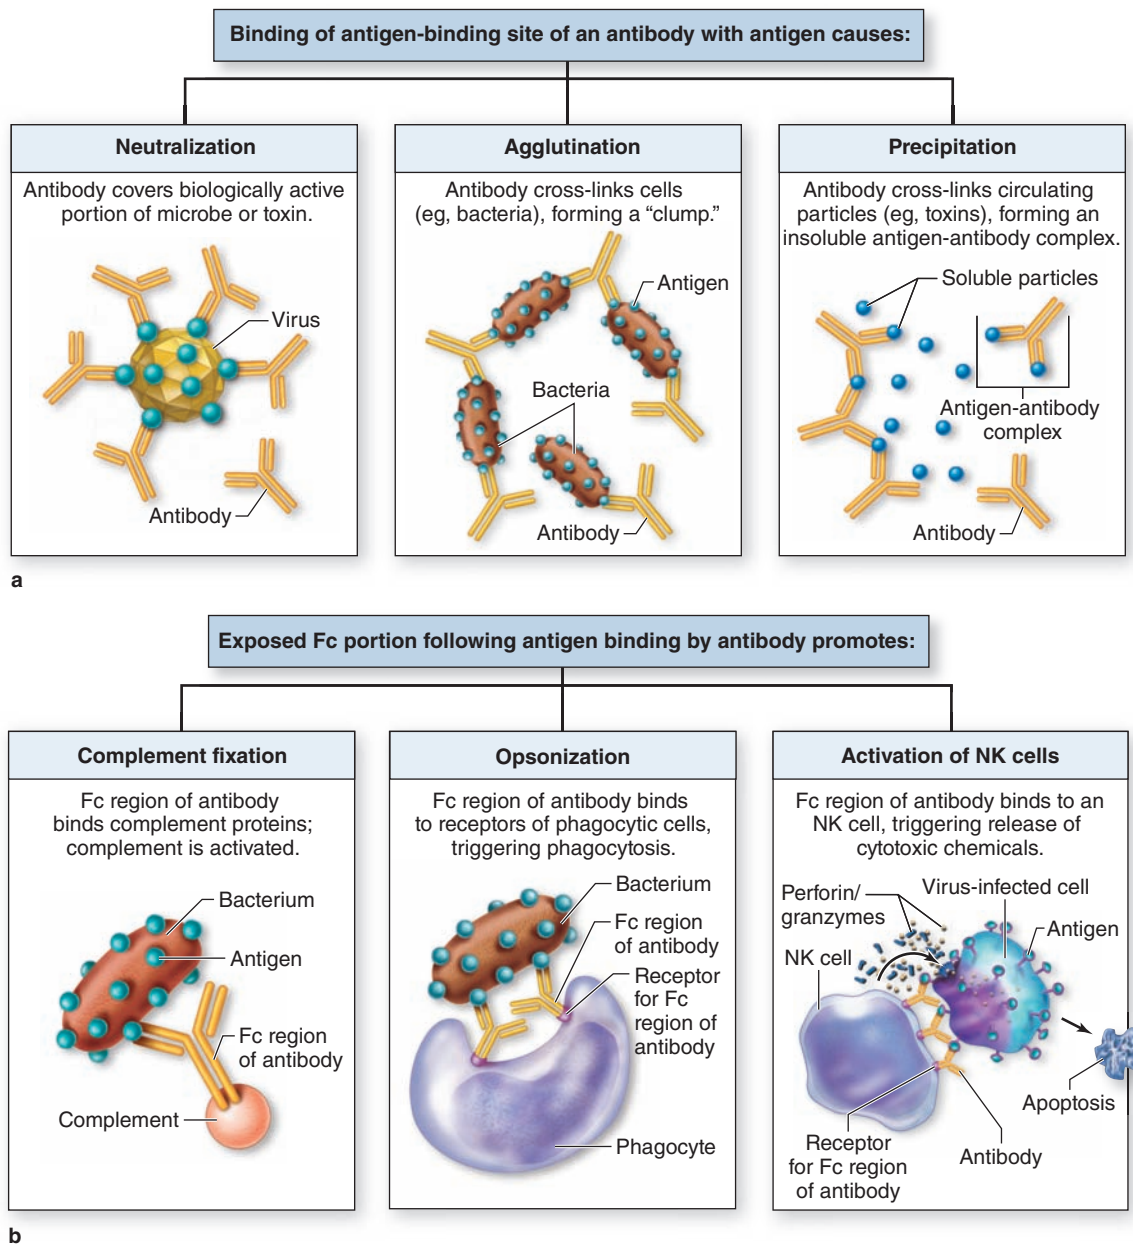 Binding of antigen-binding site of an antibody with antigen causes:
Neutralization
Antibody covers biologically active
portion of microbe or toxin.
Virus
Antibody
Agglutination
Antibody cross-links cells
(eg, bacteria), forming a “clump.”
Antigen
Bacteria
Antibody
Precipitation
Antibody cross-links circulating
particles (eg, toxins), forming an
insoluble antigen-antibody complex.
Soluble particles
Antigen-antibody
complex
Antibody
a
Exposed Fc portion following antigen binding by antibody promotes:
Complement fixation
Fc region of antibody
binds complement proteins;
complement is activated.
Bacterium
Antigen
Fc region
of antibody
Complement
Opsonization
Fc region of antibody binds
to receptors of phagocytic cells,
triggering phagocytosis.
Bacterium
Fc region
of antibody
Receptor
for Fc
region of
antibody
Phagocyte
Activation of NK cells
Fc region of antibody binds to an
NK cell, triggering release of
cytotoxic chemicals.
Perforin/
granzymes
Virus-infected cell
Antigen
NK cell
Apoptosis
Receptor
for Fc region
of antibody
Antibody
b